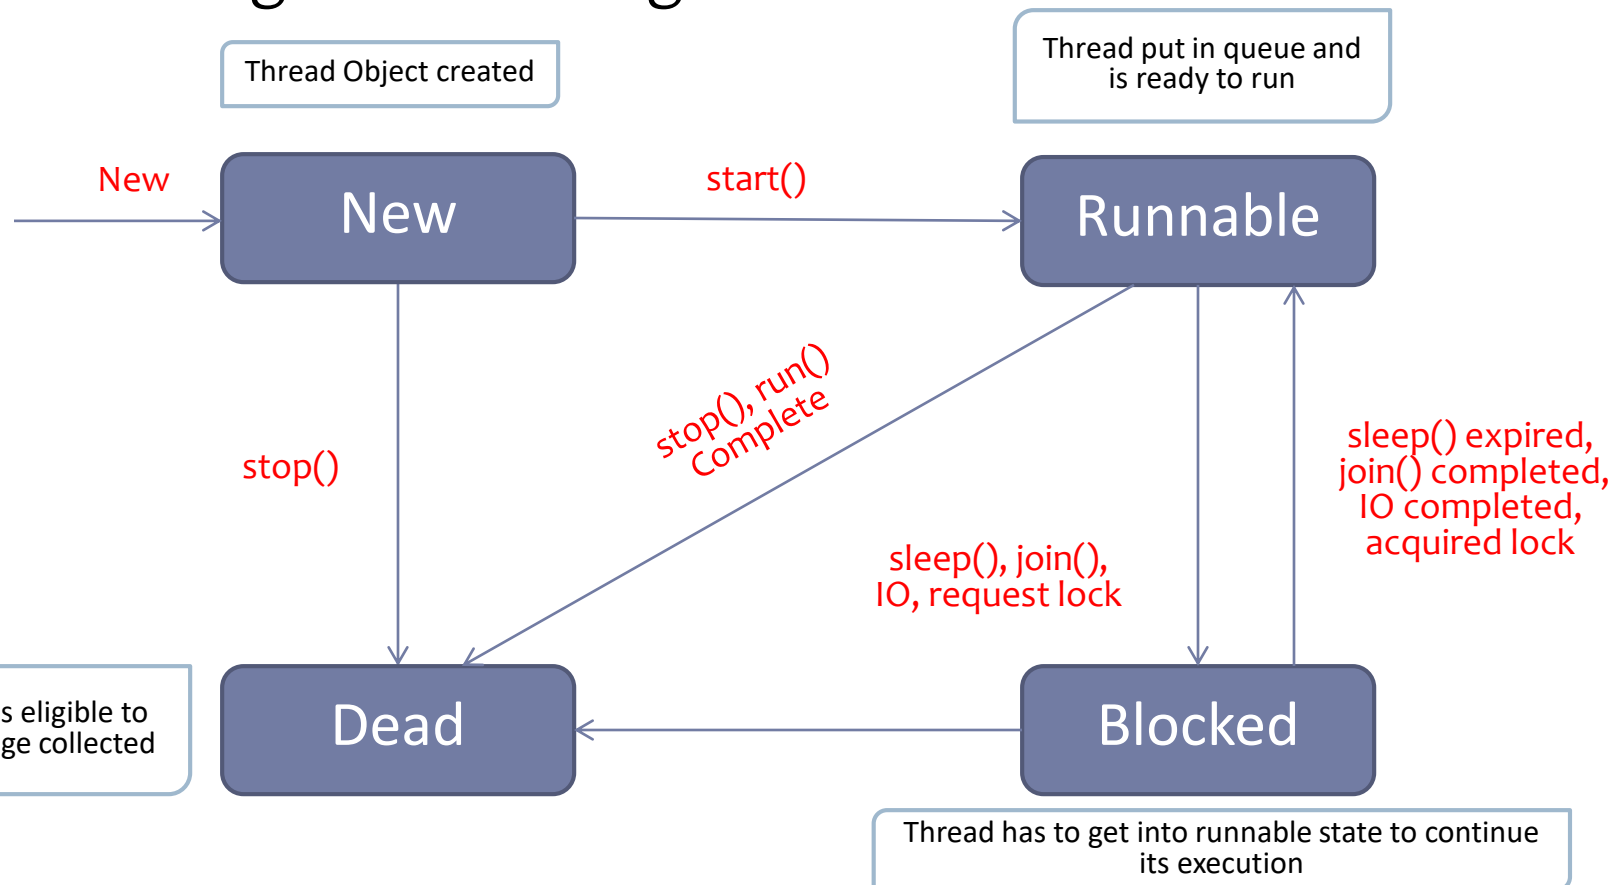 Thread Object created
Thread put in queue and
is ready to run
New
start()
New
Runnable
stop(), run()
Complete
stop()
sleep() expired,
join() completed,
IO completed,
acquired lock
sleep(), join(),
IO, request lock
eligible to
collected
Dead
Blocked
Thread has to get into runnable state to continue
its execution